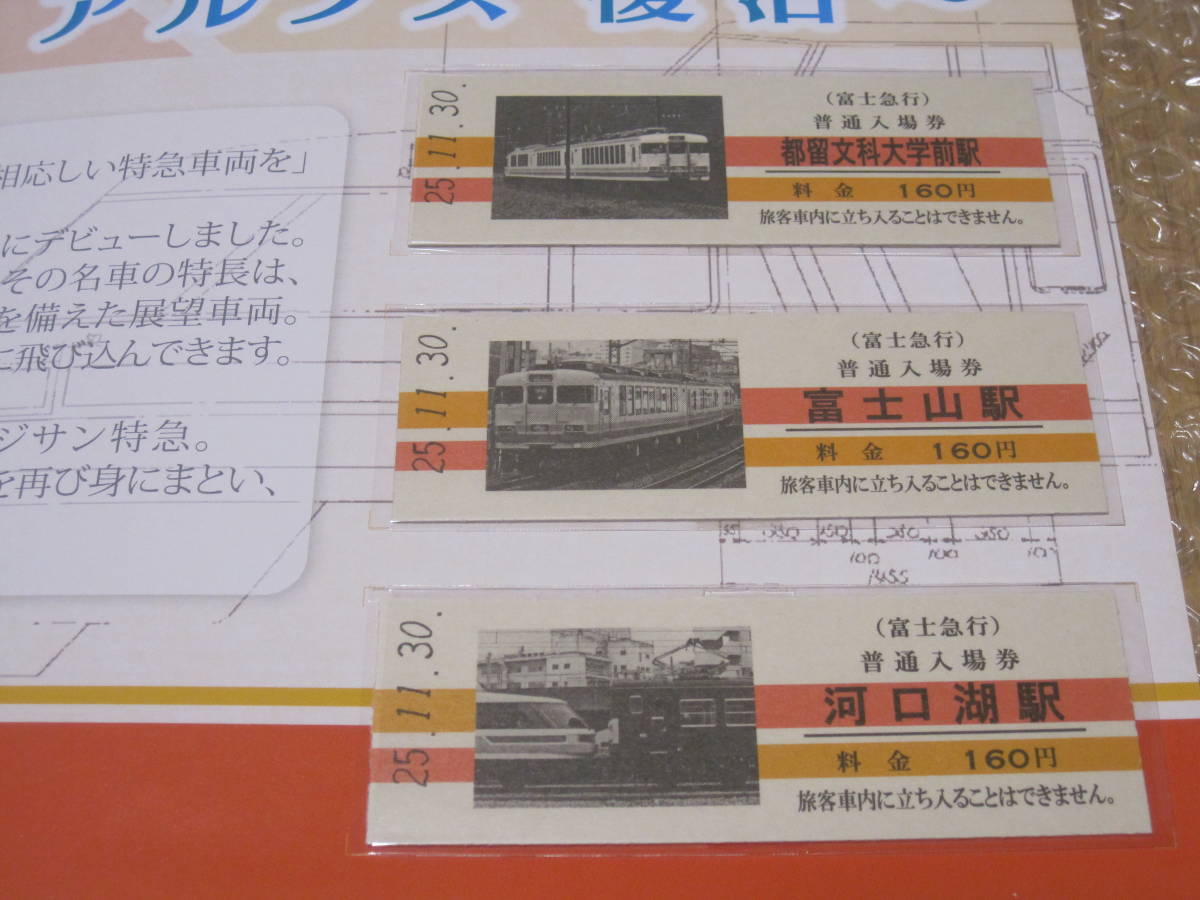 アルプス 復活
相応しい特急車両を」
にデビューしました。
その名車の特長は、
を備えた展望車両。
に飛び込んできます。
ジサン特急。
を再び身にまとい、
25.11.30.
（富士急行）
普通入場券
都留文科大学前駅
料金 160円
旅客車内に立ち入ることはできません。
25.11.30.
（富士急行）
普通入場券
富士山駅
料金 160円
旅客車内に立ち入ることはできません。
100
280
100
350
1455
25.11.30.
（富士急行）
普通入場券
河口湖駅
料金 160円
旅客車内に立ち入ることはできません。